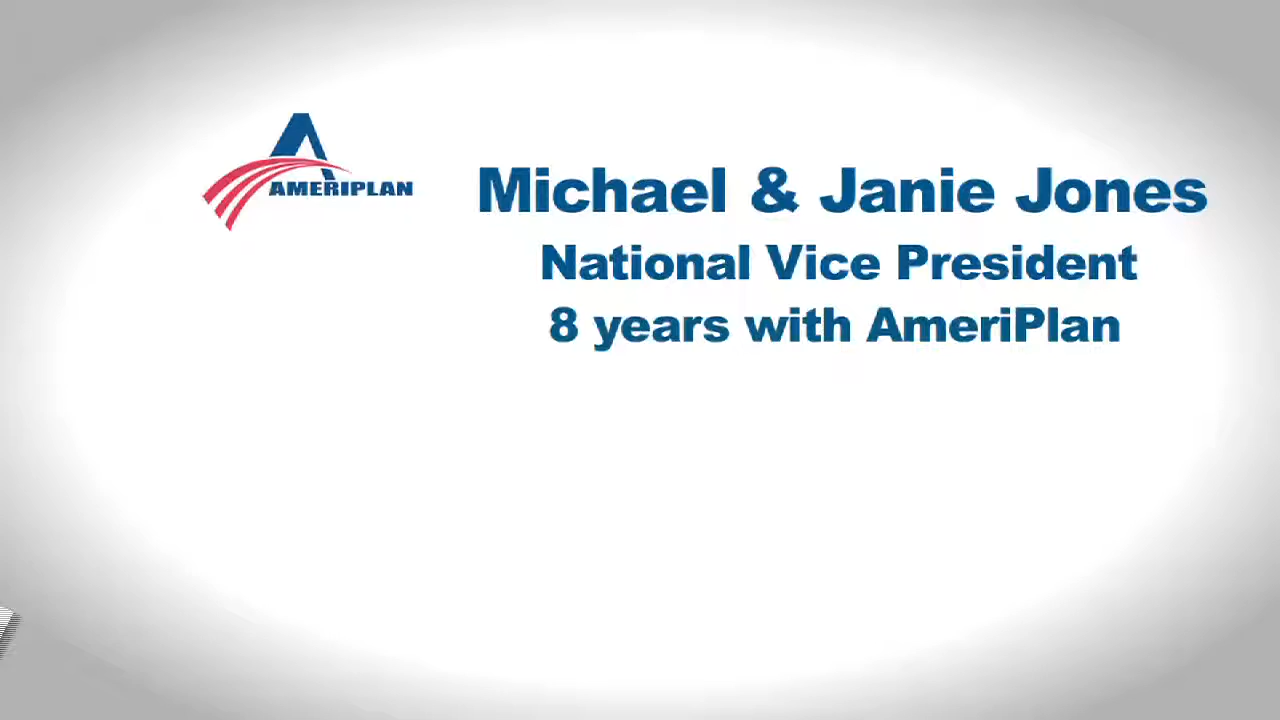 AMERIPLAN
Michael & Janie Jones
National Vice President
8 years with AmeriPlan